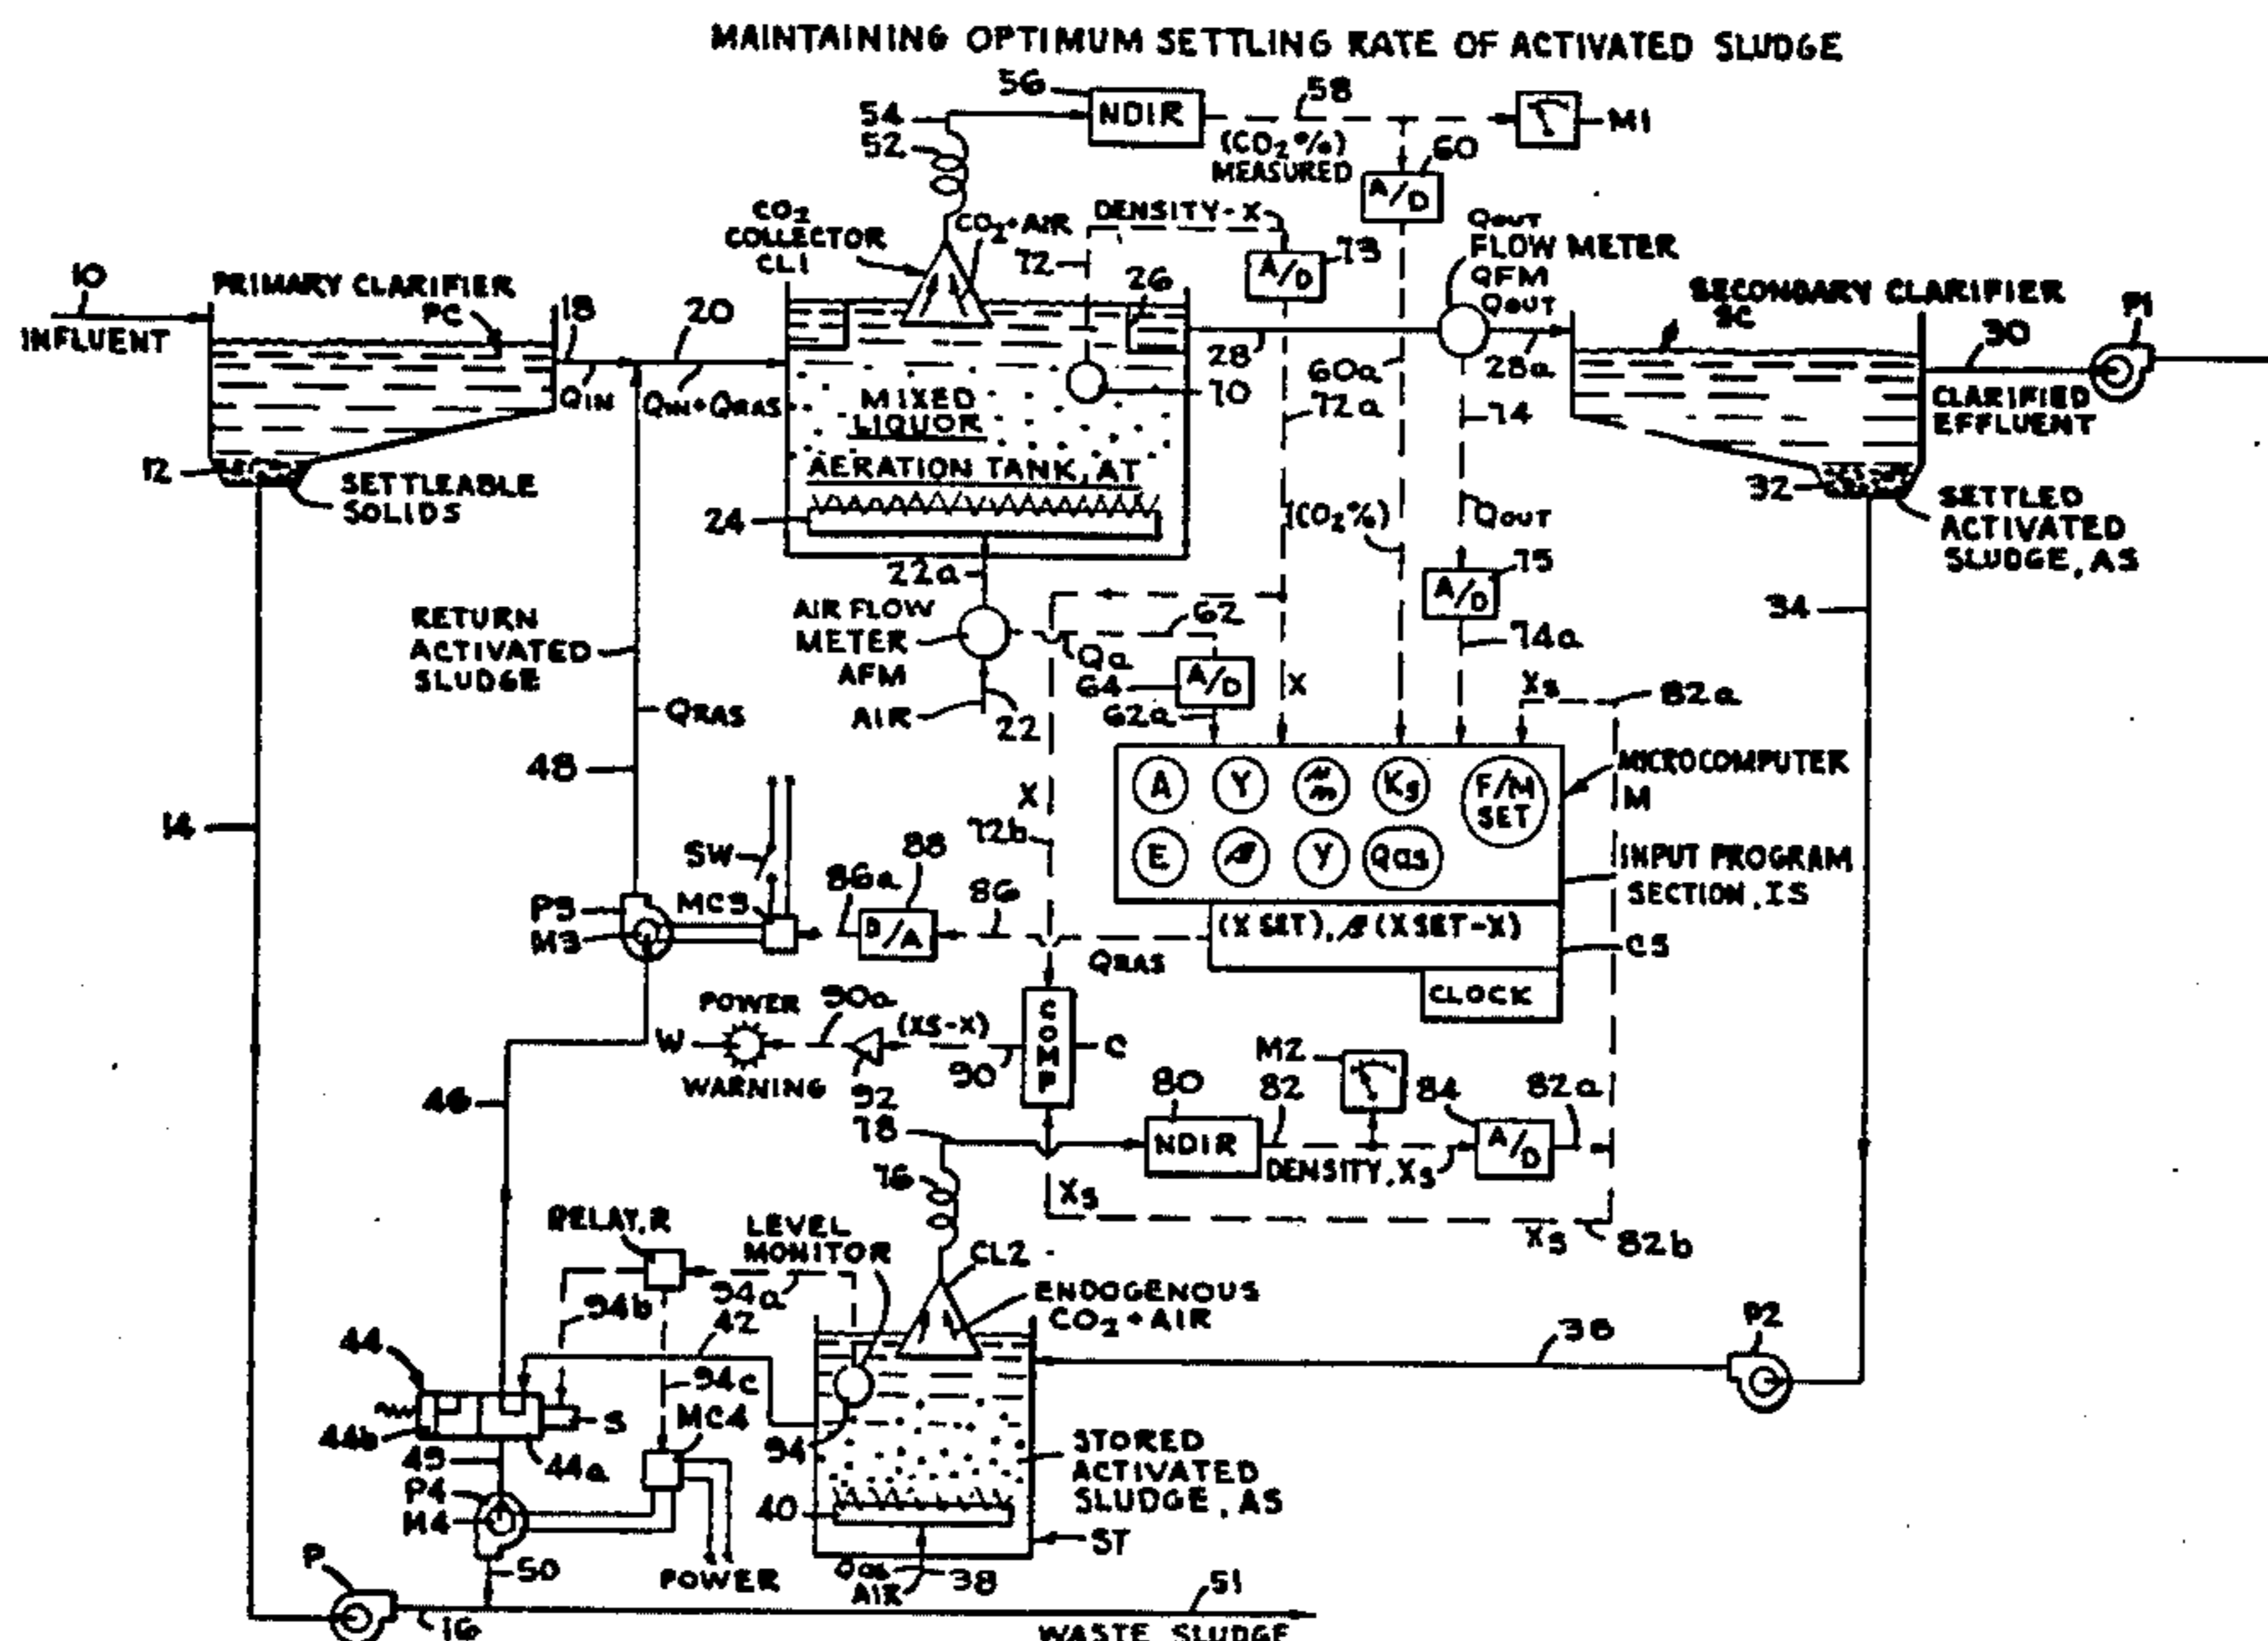 MAINTAINING OPTIMUM SETTLING RATE OF ACTIVATED SLUDGE
56
NDIR
58
M1
54
52
(CO2 %)
MEASURED
60
A/D
CO2
COLLECTOR
CL1
CO2+AIR
DENSITY-X
72
A/D
73
26
QOUT
FLOW METER
QFM
QOUT
10
INFLUENT
PRIMARY CLARIFIER
PC
18
20
QIN
QIN+QRAS
SECONDARY CLARIFIER
SC
P1
30
28
28a
CLARIFIED
EFFLUENT
MIXED
LIQUOR
70
60a
72a
74
AERATION TANK, AT
12
SETTLEABLE
SOLIDS
24
(CO2%)
QOUT
32
SETTLED
ACTIVATED
SLUDGE, AS
22a
A/D
75
RETURN
ACTIVATED
SLUDGE
AIR FLOW
METER
AFM
62
Qa
34
74a
64
A/D
X
62a
XS
82a
QRAS
AIR
22
48
MICROCOMPUTER
M
A
Y
KS
F/M
SET
E
Y
Qas
X
72b
14
SW
88
86a
86
INPUT PROGRAM
SECTION, IS
P3
M3
MC3
D/A
(X SET),
(XSET-X)
CS
QRAS
CLOCK
POWER
90a
(XS-X)
W
COMP
C
WARNING
92
90
M2
80
82
84
82a
46
78
NDIR
A/D
DENSITY, XS
76
XS
XS
82b
RELAY, R
LEVEL
MONITOR
CL2
94b
94a
42
ENDOGENOUS
CO2 + AIR
P2
36
44
94c
S
MC4
44b
49
44a
94
STORED
ACTIVATED
SLUDGE, AS
P4
M4
40
ST
P
50
POWER
AIR
38
51
16
WASTE SLUDGE